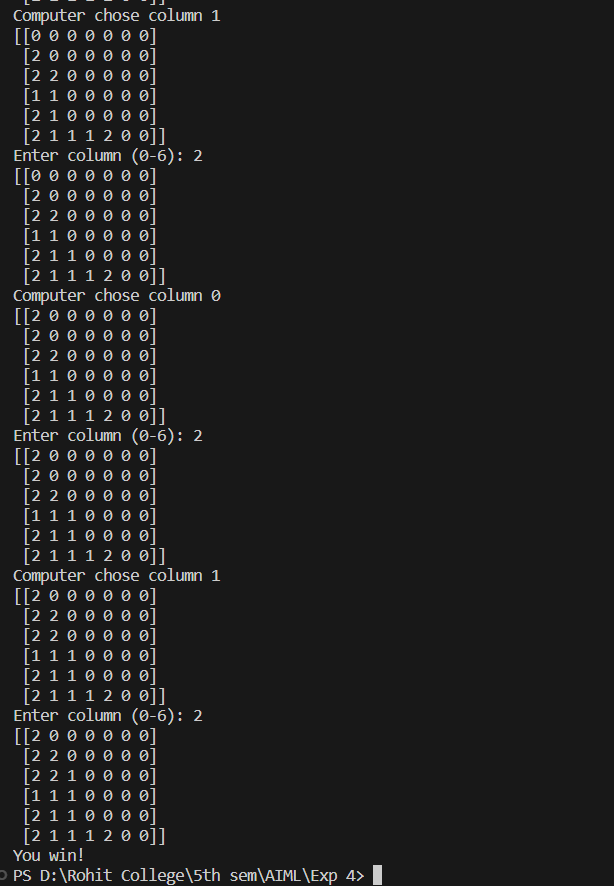 Computer chose column 1
[[0 0 0 0 0 0 0]
[2 0 0 0 0 0 0]
[2 2 0 0 0 0 0]
[1 1 0 0 0 0 0]
[2 1 0 0 0 0 0]
[2 1 1 1 2 0 0]]
Enter column (0-6): 2
[[0 0 0 0 0 0 0]
[2 0 0 0 0 0 0]
[2 2 0 0 0 0 0]
[1 1 0 0 0 0 0]
[2 1 1 0 0 0 0]
[2 1 1 1 2 0 0]]
Computer chose column 0
[[2 0 0 0 0 0 0]
[2 0 0 0 0 0 0]
[2 2 0 0 0 0 0]
[1 1 0 0 0 0 0]
[2 1 1 0 0 0 0]
[2 1 1 1 2 0 0]]
Enter column (0-6): 2
[[2 0 0 0 0 0 0]
[2 0 0 0 0 0 0]
[2 2 0 0 0 0 0]
[1 1 1 0 0 0 0]
[2 1 1 0 0 0 0]
[2 1 1 1 2 0 0]]
Computer chose column 1
[[2 0 0 0 0 0 0]
[2 2 0 0 0 0 0]
[2 2 0 0 0 0 0]
[1 1 1 0 0 0 0]
[2 1 1 0 0 0 0]
[2 1 1 1 2 0 0]]
Enter column (0-6): 2
[[2 0 0 0 0 0 0]
[2 2 0 0 0 0 0]
[2 2 1 0 0 0 0]
[1 1 1 0 0 0 0]
[2 1 1 0 0 0 0]
[2 1 1 1 2 0 0]]
You win!
PS D:\Rohit College\5th sem\AIML\Exp 4>